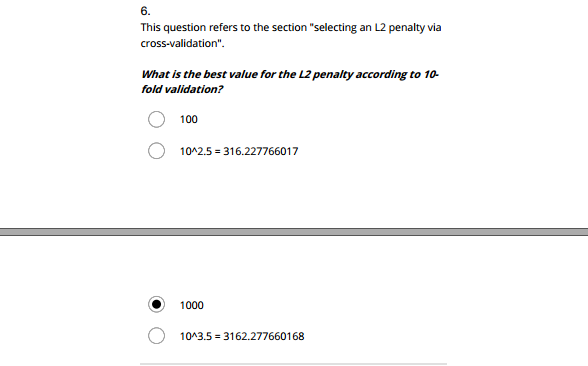 6.
This question refers to the section "selecting an L2 penalty via
cross-validation".
What is the best value for the L2 penalty according to 10-
fold validation?
100
10^2.5 = 316.227766017
1000
10^3.5 = 3162.277660168